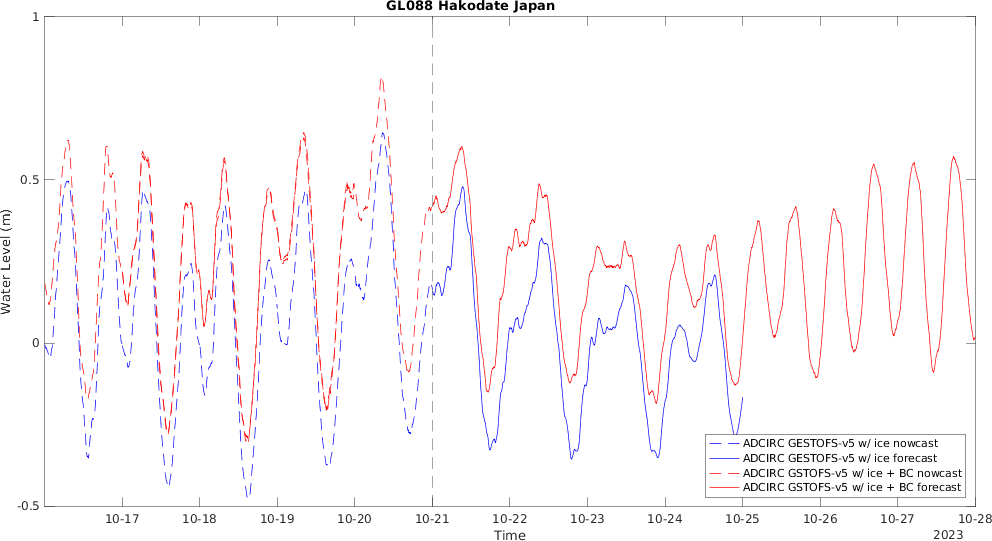 GL088 Hakodate Japan
1
0.5
0
-0.5
Water Level (m)
ADCIRC GESTOFS-v5 w/ ice nowcast
ADCIRC GESTOFS-v5 w/ ice forecast
ADCIRC GSTOFS-v5 w/ ice + BC nowcast
ADCIRC GSTOFS-v5 w/ ice + BC forecast
10-17 10-18 10-19 10-20 10-21 10-22 10-23 10-24 10-25 10-26 10-27 10-28
Time
2023